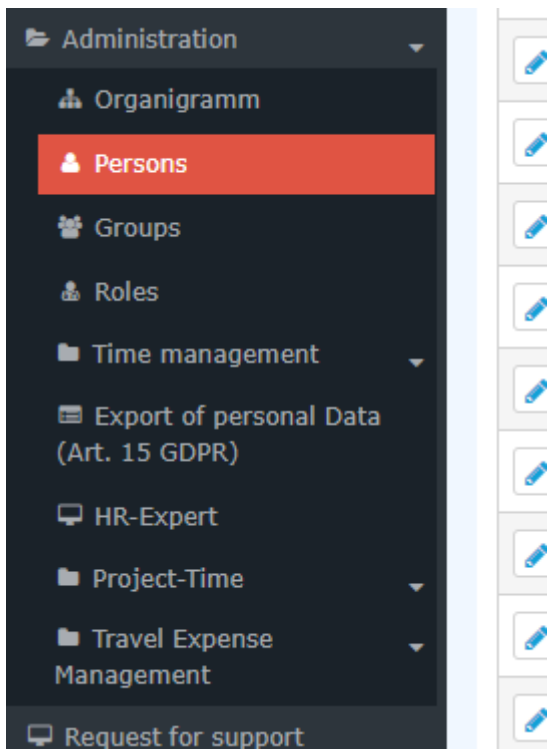 Administration
Organigramm
Persons
Groups
Roles
Time management
Export of personal Data
(Art. 15 GDPR)
HR-Expert
Project-Time
Travel Expense
Management
Request for support